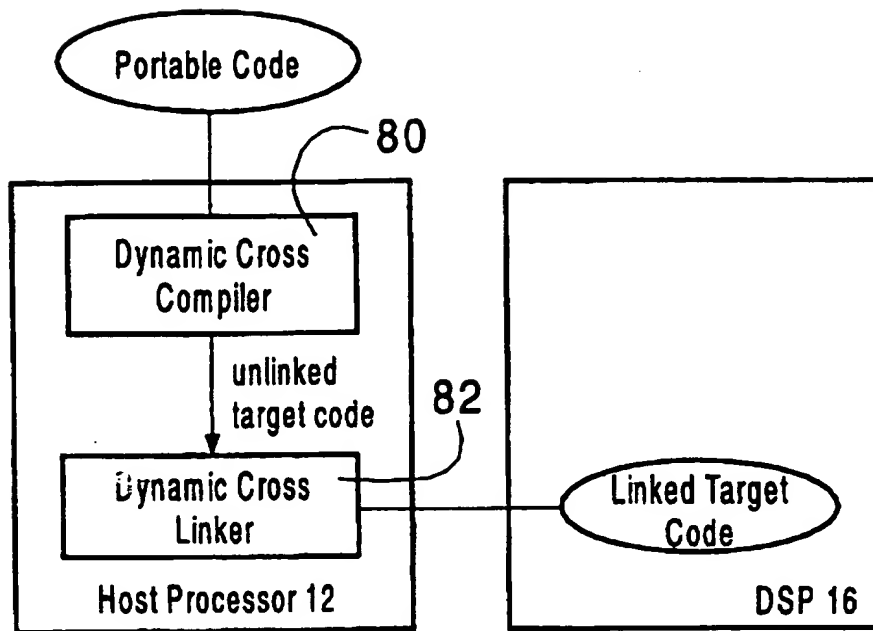 Portable Code
80
Dynamic Cross
Compiler
unlinked
target code
82
Dynamic Cross
Linker
Linked Target
Code
Host Processor 12
DSP 16